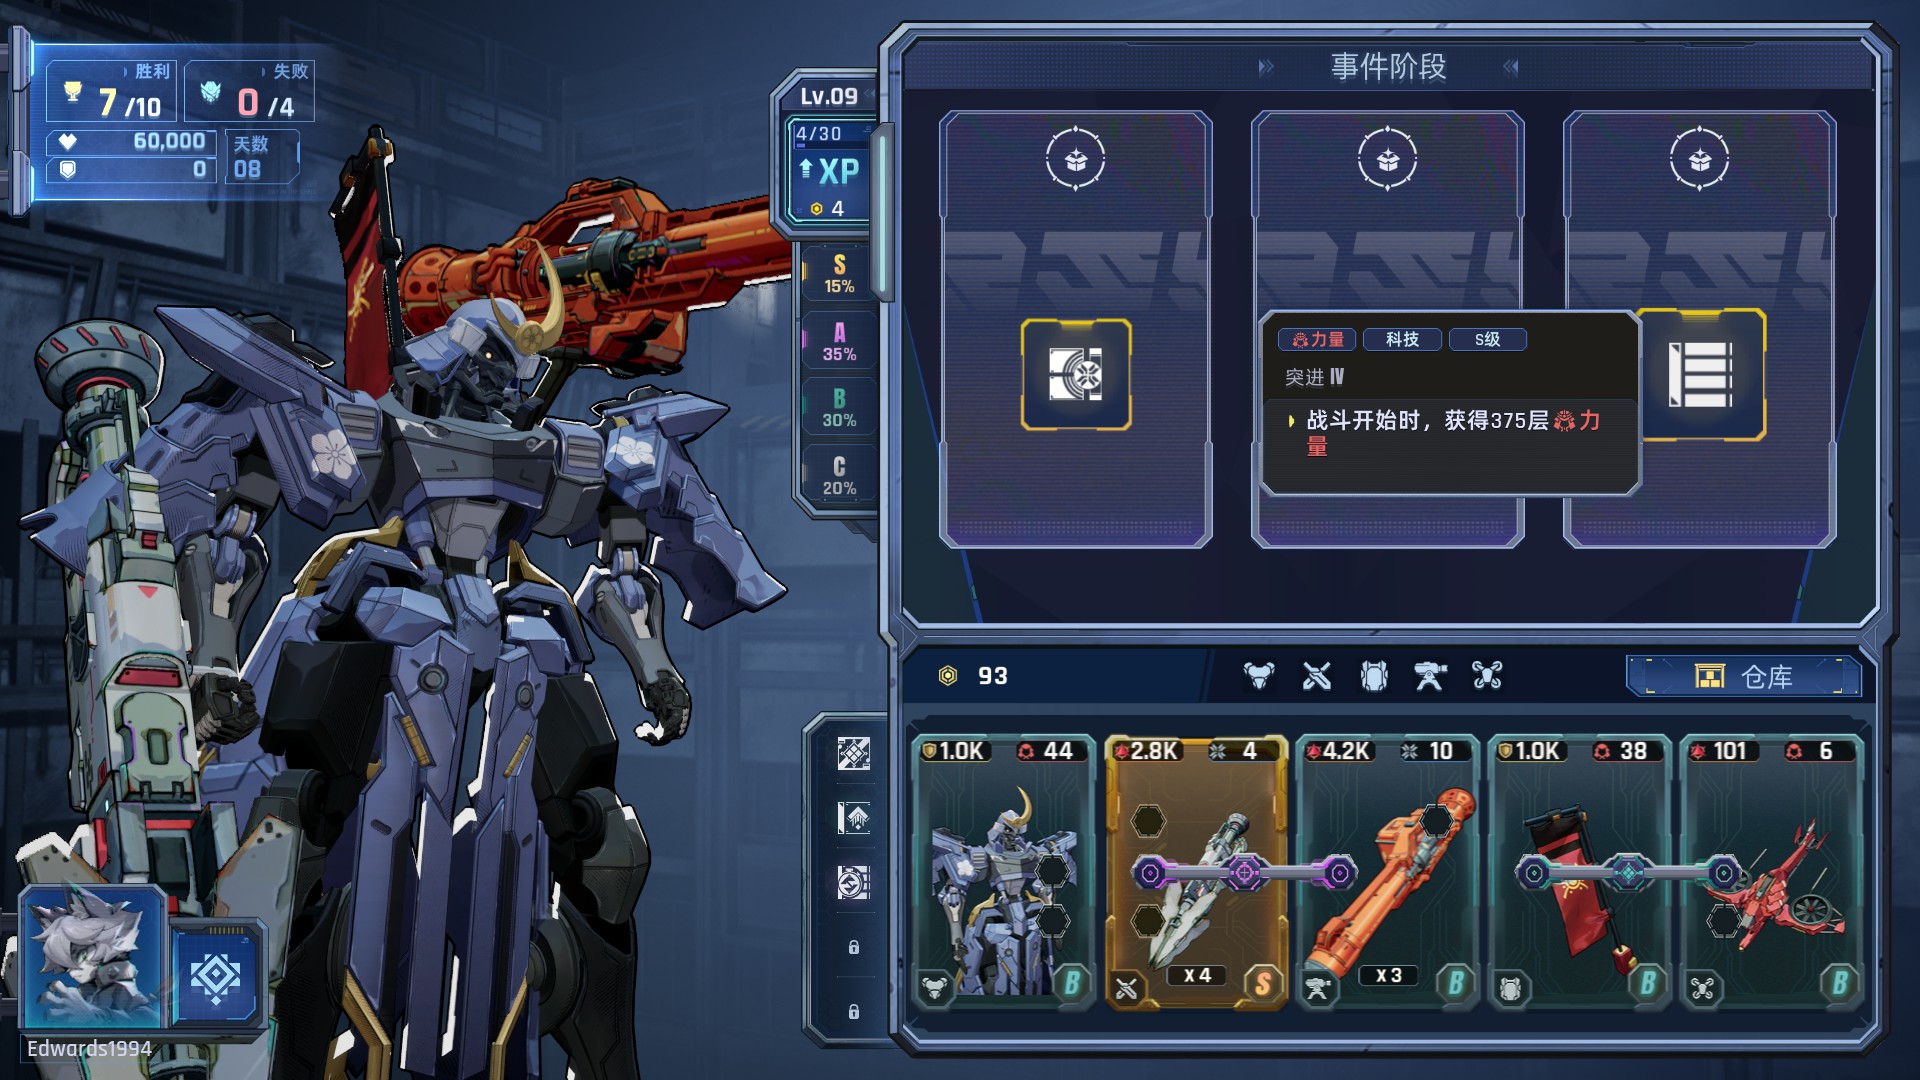 胜利
7/10
失败
0/4
60,000
0
天数
08
Lv.09
4/30
XP
4
S
15%
A
35%
B
30%
C
20%
事件阶段
力量
科技
S级
突进 Ⅳ
战斗开始时，获得375层力
量
93
仓库
1.0K
44
2.8K
4
4.2K
10
1.0K
38
101
6
x4
S
x3
B
B
B
B
Edwards1994